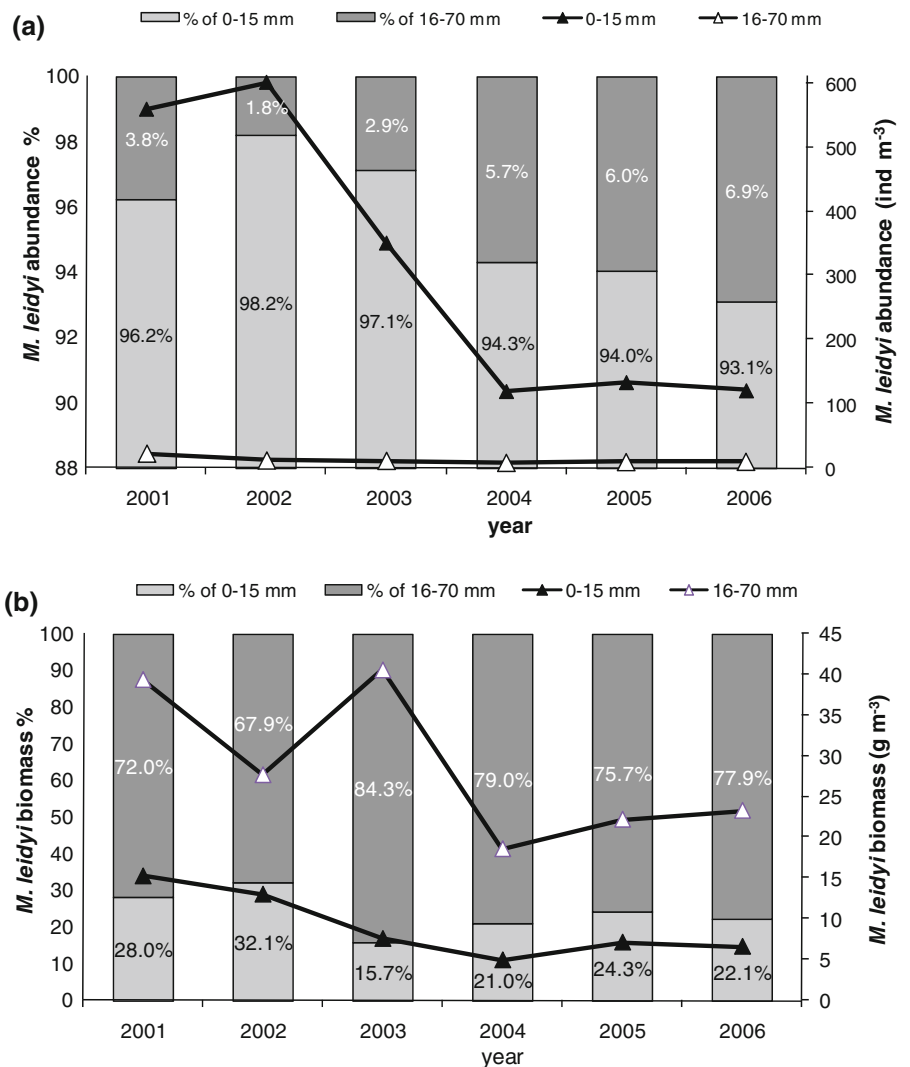 (a)
% of 0-15 mm % of 16-70 mm 0-15 mm 16-70 mm
M. leidyi abundance %
100
98
96
94
92
90
88
3.8% 1.8% 2.9% 5.7% 6.0% 6.9%
96.2% 98.2% 97.1% 94.3% 94.0% 93.1%
600
500
400
300
200
100
0
M. leidyi abundance (ind m-3)
2001 2002 2003 2004 2005 2006
year
(b)
% of 0-15 mm % of 16-70 mm 0-15 mm 16-70 mm
M. leidyi biomass %
100
90
80
70
60
50
40
30
20
10
0
72.0% 67.9% 84.3% 79.0% 75.7% 77.9%
28.0% 32.1% 15.7% 21.0% 24.3% 22.1%
45
40
35
30
25
20
15
10
5
0
M. leidyi biomass (g m-3)
2001 2002 2003 2004 2005 2006
year